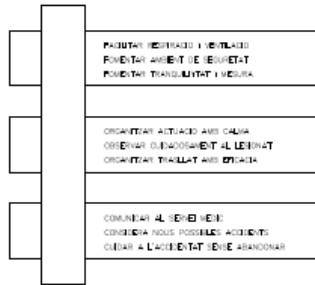 FACILITAR RESPIRACIO I VENTILACIO
FOMENTAR AMBIENT DE SEGURETAT
FOMENTAR TRANQUILITAT I MESURA
ORGANITZAR ACTUACIO AMB CALMA
OBSERVAR CUIDADOSAMENT AL LESIONAT
ORGANITZAR TRASLLAT AMB EFICACIA
COMUNICAR AL SERVEI MEDIC
CONSIDERA NOUS POSSIBLES ACCIDENTS
CUIDAR A L'ACCIDENTAT SENSE ABANDONAR